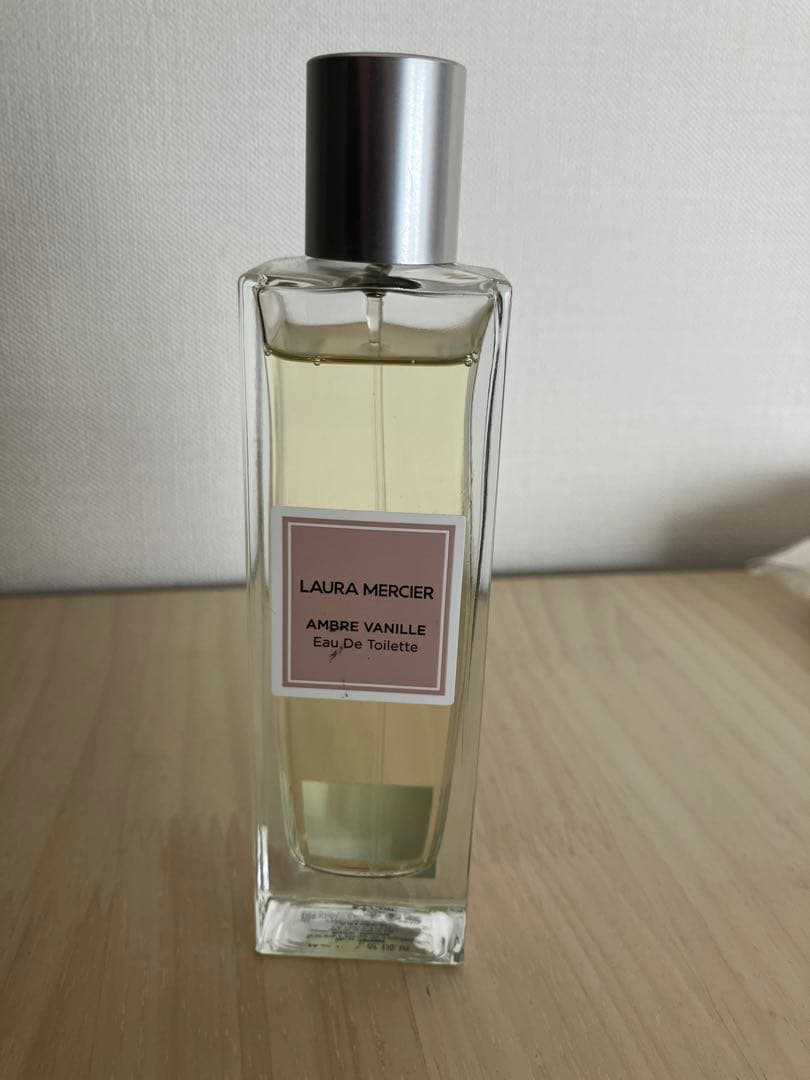 LAURA MERCIER
AMBRE VANILLE
Eau De Toilette